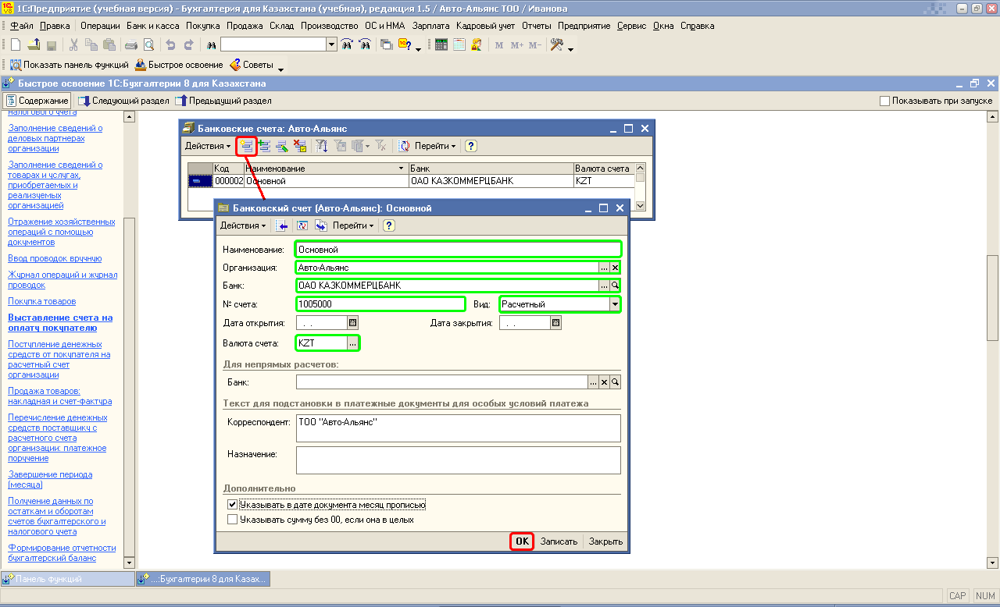 1С:Предприятие (учебная версия) - Бухгалтерия для Казахстана (учебная), редакция 1.5 / Авто-Альянс ТОО / Иванова
Файл Правка Операции Банк и касса Покупка Продажа Склад Производство ОС и НМА Зарплата Кадровый учет Отчеты Предприятие Сервис Окна Справка
M M+ M-
Показать панель функций Быстрое освоение Советы
Быстрое освоение 1С:Бухгалтерии 8 для Казахстана
Содержание Следующий раздел Предыдущий раздел Показывать при запуске
налогового учета
Заполнение сведений о
деловых партнерах
организации
Заполнение сведений о
товарах и услугах,
приобретаемых и
реализуемых
организацией
Отражение хозяйственных
операций с помощью
документов
Ввод проводок вручную
Журнал операций и журнал
проводок
Покупка товаров
Выставление счета на
оплату покупателю
Поступление денежных
средств от покупателя на
расчетный счет
организации
Продажа товаров:
накладная и счет-фактура
Перечисление денежных
средств поставщику с
расчетного счета
организации: платежное
поручение
Завершение периода
(месяца)
Получение данных по
остаткам и оборотам
счетов бухгалтерского и
налогового учета
Формирование отчетности
бухгалтерский баланс
Банковские счета: Авто-Альянс
Действия Перейти ?
Код Наименование Банк Валюта счета
000002 Основной ОАО КАЗКОММЕРЦБАНК KZT
Банковский счет (Авто-Альянс): Основной
Действия Перейти ?
Наименование: Основной
Организация: Авто-Альянс
Банк: ОАО КАЗКОММЕРЦБАНК
№ счета: 1005000 Вид: Расчетный
Дата открытия: . . Дата закрытия: . .
Валюта счета: KZT
Для непрямых расчетов:
Банк:
Текст для подстановки в платежные документы для особых условий платежа
Корреспондент: ТОО "Авто-Альянс"
Назначение:
Дополнительно
Указывать в дате документа месяц прописью
Указывать сумму без 00, если она в целых
OK Записать Закрыть
Панель функций ...:Бухгалтерии 8 для Казах...
CAP NUM